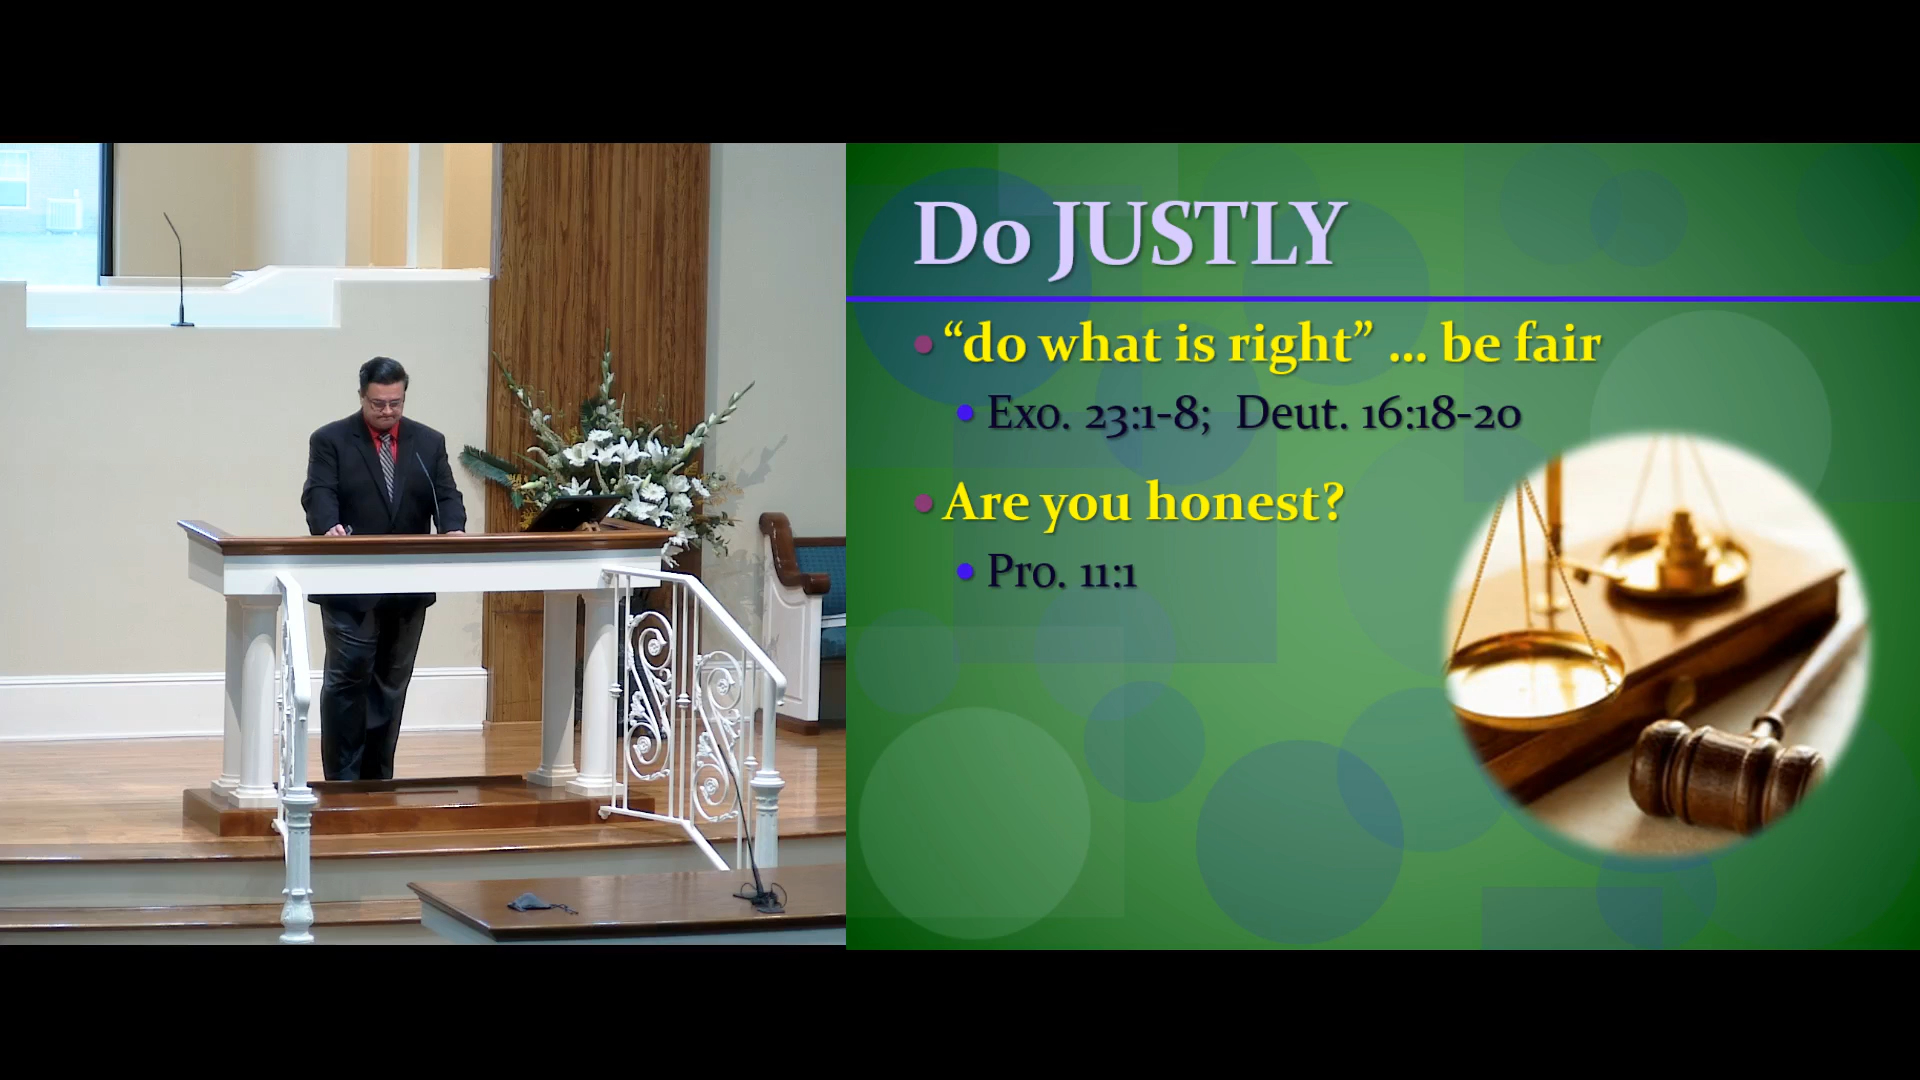 Do JUSTLY
“do what is right” ... be fair
Exo. 23:1-8; Deut. 16:18-20
Are you honest?
Pro. 11:1